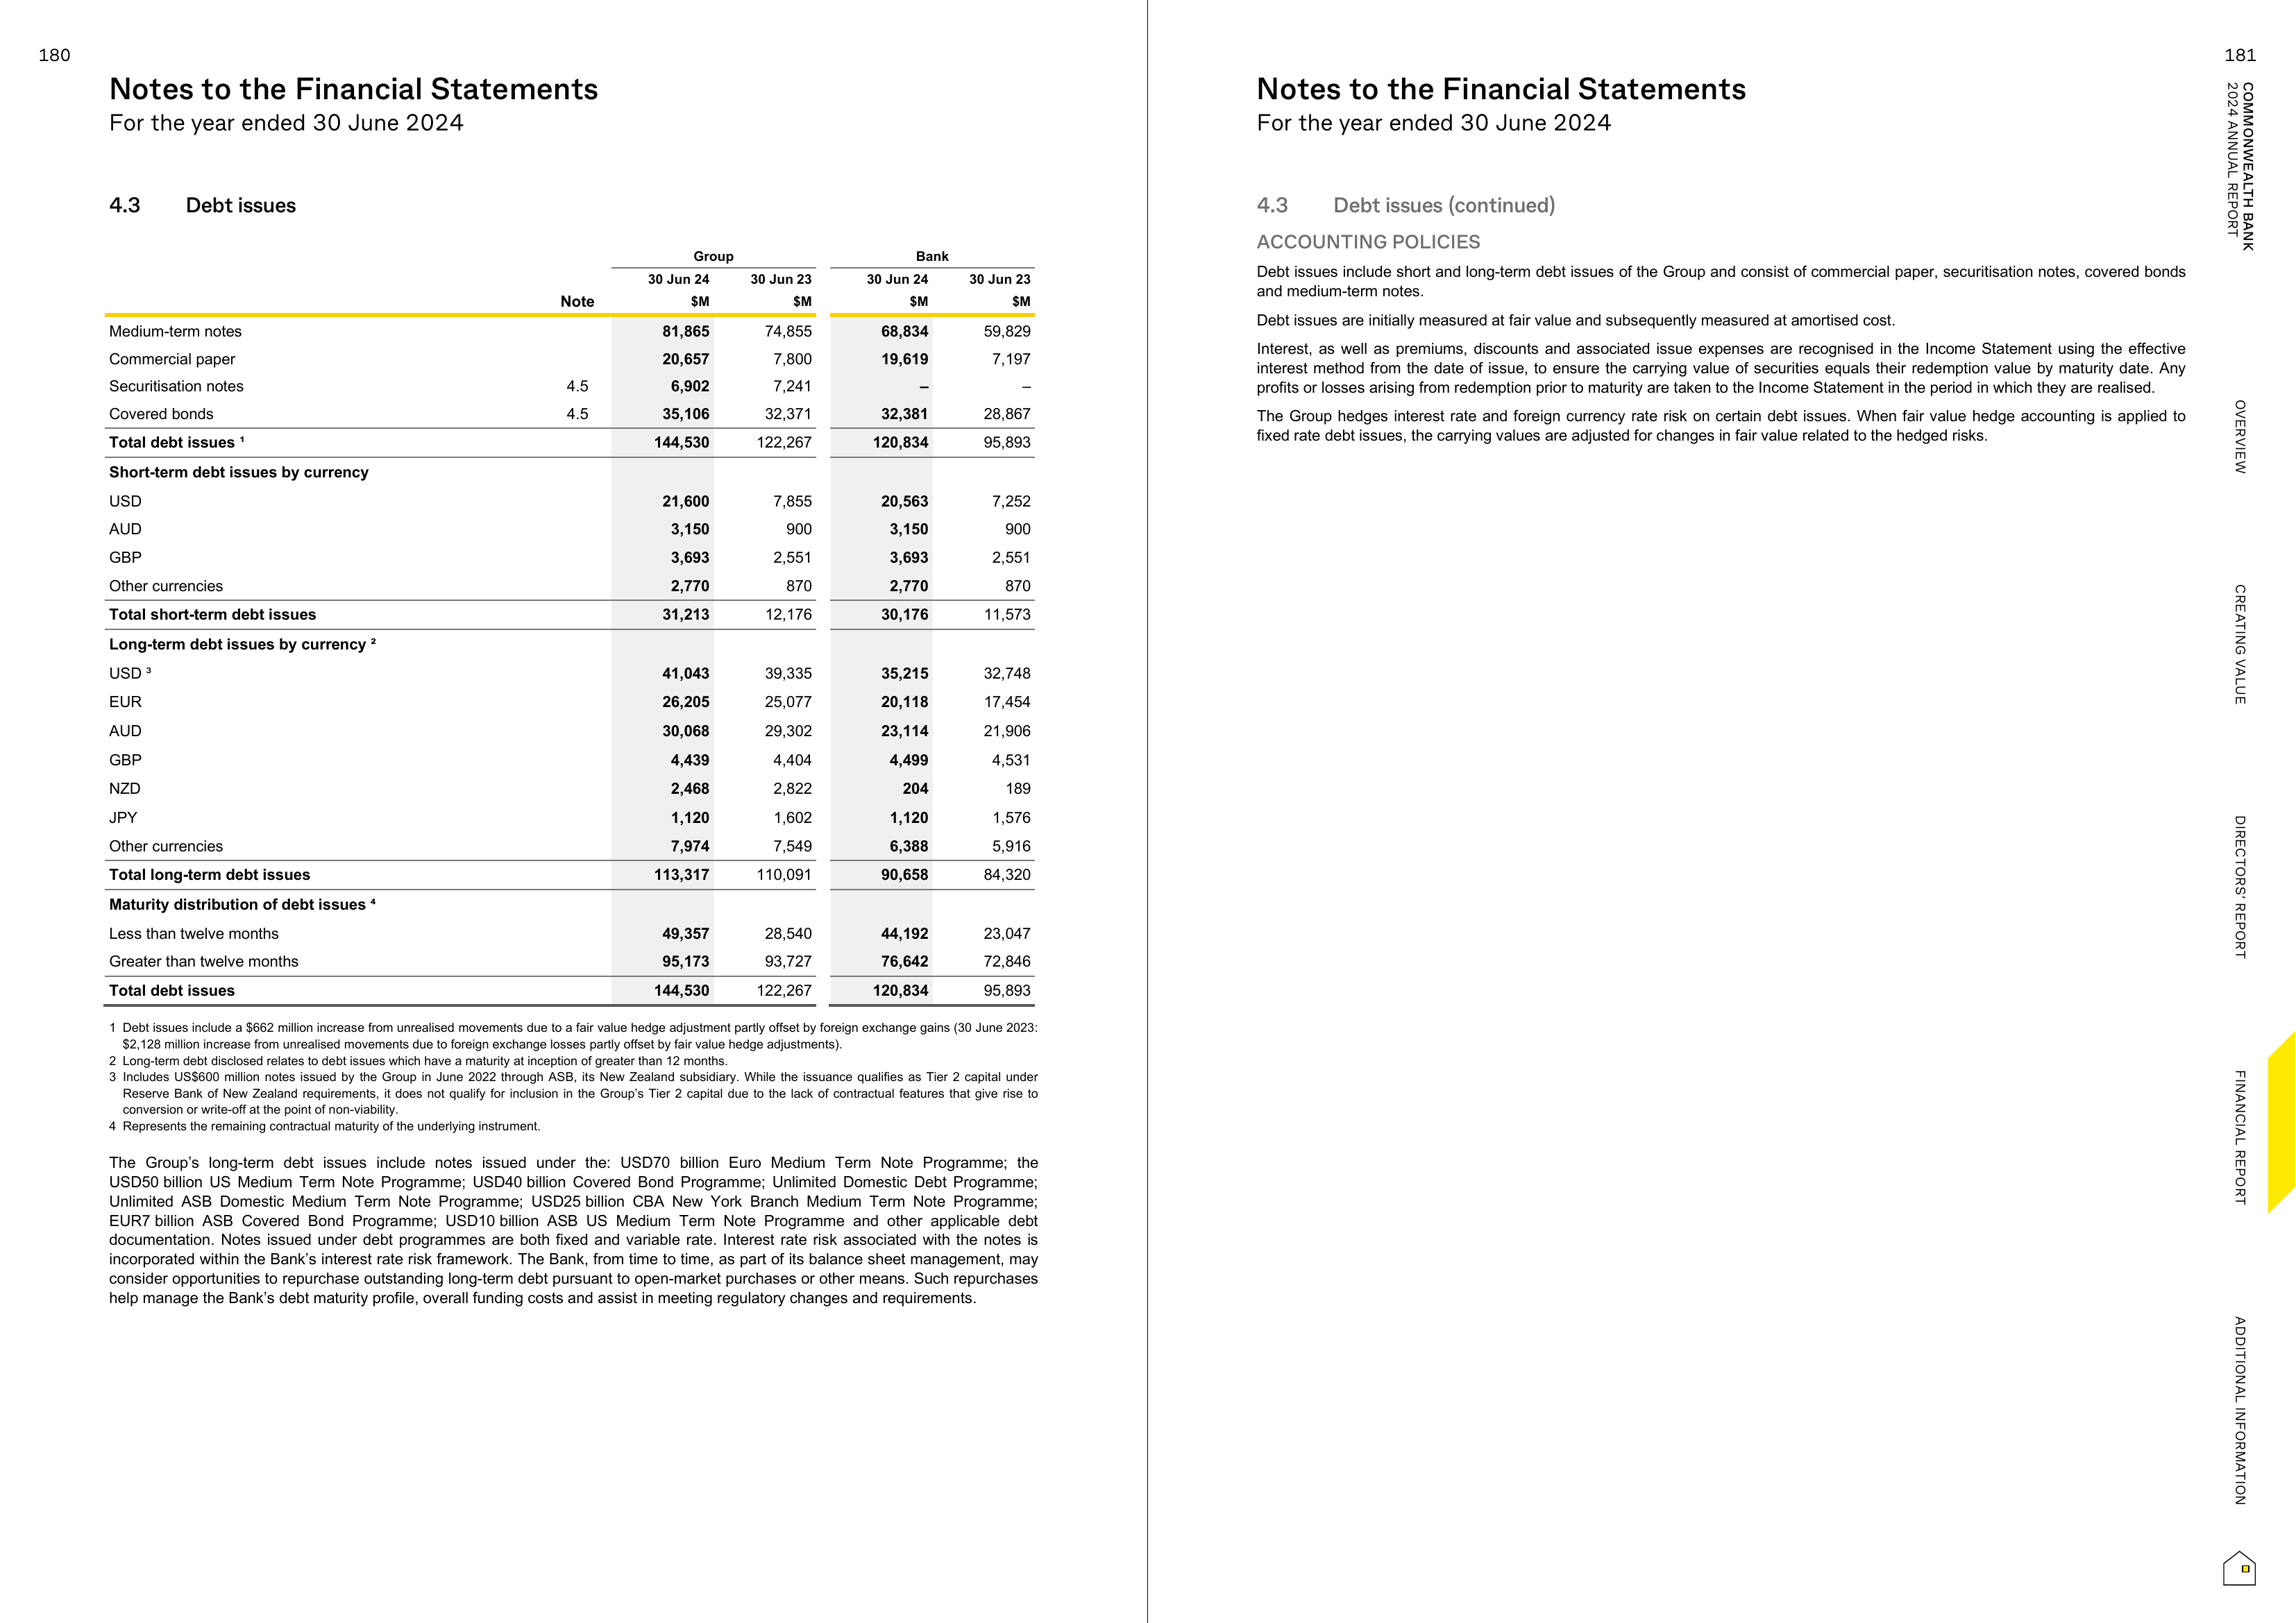 180
Notes to the Financial Statements
For the year ended 30 June 2024
4.3 Debt issues
Group Bank
30 Jun 24 30 Jun 23 30 Jun 24 30 Jun 23
Note $M $M $M $M
Medium-term notes 81,865 74,855 68,834 59,829
Commercial paper 20,657 7,800 19,619 7,197
Securitisation notes 4.5 6,902 7,241 – –
Covered bonds 4.5 35,106 32,371 32,381 28,867
Total debt issues ¹ 144,530 122,267 120,834 95,893
Short-term debt issues by currency
USD 21,600 7,855 20,563 7,252
AUD 3,150 900 3,150 900
GBP 3,693 2,551 3,693 2,551
Other currencies 2,770 870 2,770 870
Total short-term debt issues 31,213 12,176 30,176 11,573
Long-term debt issues by currency ²
USD ³ 41,043 39,335 35,215 32,748
EUR 26,205 25,077 20,118 17,454
AUD 30,068 29,302 23,114 21,906
GBP 4,439 4,404 4,499 4,531
NZD 2,468 2,822 204 189
JPY 1,120 1,602 1,120 1,576
Other currencies 7,974 7,549 6,388 5,916
Total long-term debt issues 113,317 110,091 90,658 84,320
Maturity distribution of debt issues ⁴
Less than twelve months 49,357 28,540 44,192 23,047
Greater than twelve months 95,173 93,727 76,642 72,846
Total debt issues 144,530 122,267 120,834 95,893
1 Debt issues include a $662 million increase from unrealised movements due to a fair value hedge adjustment partly offset by foreign exchange gains (30 June 2023:
$2,128 million increase from unrealised movements due to foreign exchange losses partly offset by fair value hedge adjustments).
2 Long-term debt disclosed relates to debt issues which have a maturity at inception of greater than 12 months.
3 Includes US$600 million notes issued by the Group in June 2022 through ASB, its New Zealand subsidiary. While the issuance qualifies as Tier 2 capital under
Reserve Bank of New Zealand requirements, it does not qualify for inclusion in the Group's Tier 2 capital due to the lack of contractual features that give rise to
conversion or write-off at the point of non-viability.
4 Represents the remaining contractual maturity of the underlying instrument.
The Group's long-term debt issues include notes issued under the: USD70 billion Euro Medium Term Note Programme; the
USD50 billion US Medium Term Note Programme; USD40 billion Covered Bond Programme; Unlimited Domestic Debt Programme;
Unlimited ASB Domestic Medium Term Note Programme; USD25 billion CBA New York Branch Medium Term Note Programme;
EUR7 billion ASB Covered Bond Programme; USD10 billion ASB US Medium Term Note Programme and other applicable debt
documentation. Notes issued under debt programmes are both fixed and variable rate. Interest rate risk associated with the notes is
incorporated within the Bank's interest rate risk framework. The Bank, from time to time, as part of its balance sheet management, may
consider opportunities to repurchase outstanding long-term debt pursuant to open-market purchases or other means. Such repurchases
help manage the Bank's debt maturity profile, overall funding costs and assist in meeting regulatory changes and requirements.
181
Notes to the Financial Statements
For the year ended 30 June 2024
4.3 Debt issues (continued)
ACCOUNTING POLICIES
Debt issues include short and long-term debt issues of the Group and consist of commercial paper, securitisation notes, covered bonds
and medium-term notes.
Debt issues are initially measured at fair value and subsequently measured at amortised cost.
Interest, as well as premiums, discounts and associated issue expenses are recognised in the Income Statement using the effective
interest method from the date of issue, to ensure the carrying value of securities equals their redemption value by maturity date. Any
profits or losses arising from redemption prior to maturity are taken to the Income Statement in the period in which they are realised.
The Group hedges interest rate and foreign currency rate risk on certain debt issues. When fair value hedge accounting is applied to
fixed rate debt issues, the carrying values are adjusted for changes in fair value related to the hedged risks.
COMMONWEALTH BANK
2024 ANNUAL REPORT
OVERVIEW
CREATING VALUE
DIRECTORS' REPORT
FINANCIAL REPORT
ADDITIONAL INFORMATION